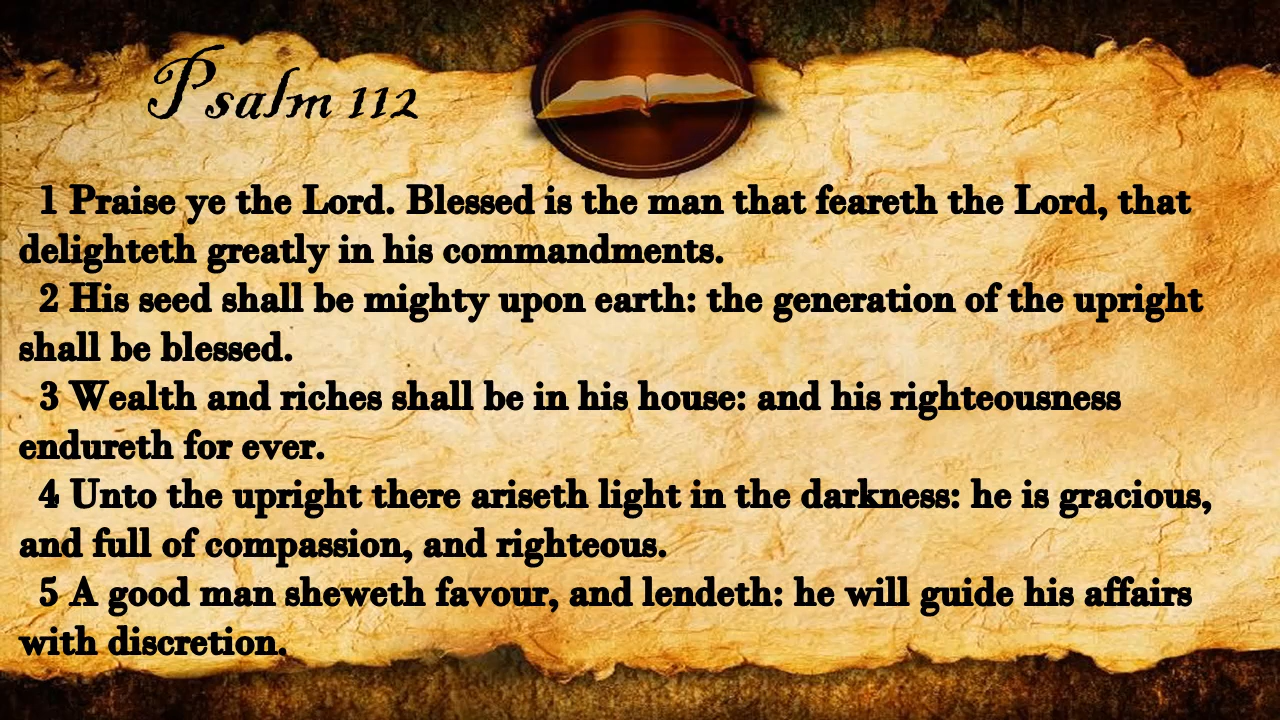 Psalm 112
1 Praise ye the Lord. Blessed is the man that feareth the Lord, that
delighteth greatly in his commandments.
2 His seed shall be mighty upon earth: the generation of the upright
shall be blessed.
3 Wealth and riches shall be in his house: and his righteousness
endureth for ever.
4 Unto the upright there ariseth light in the darkness: he is gracious,
and full of compassion, and righteous.
5 A good man sheweth favour, and lendeth: he will guide his affairs
with discretion.